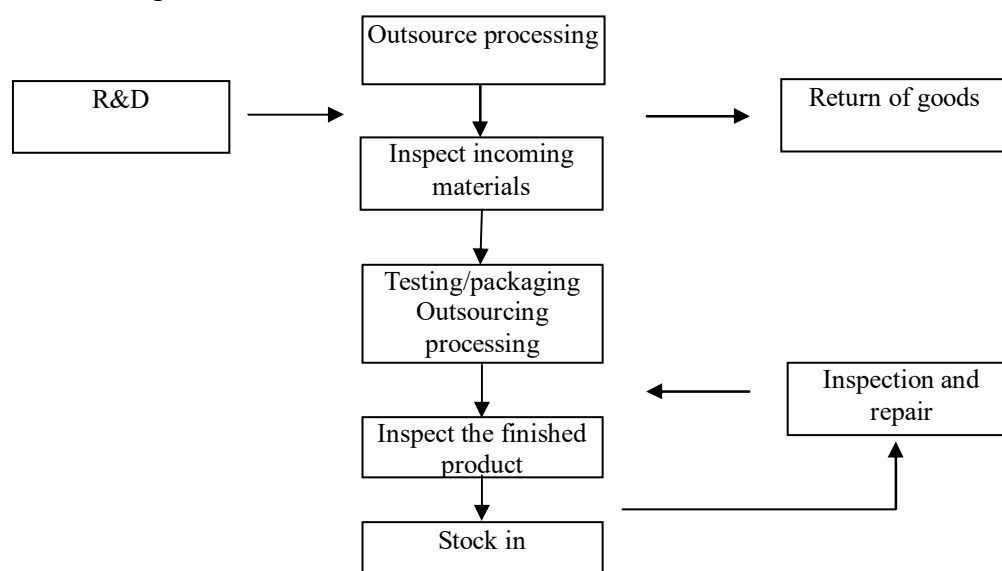 Outsource processing
R&D
Return of goods
Inspect incoming
materials
Testing/packaging
Outsourcing
processing
Inspection and
repair
Inspect the finished
product
Stock in